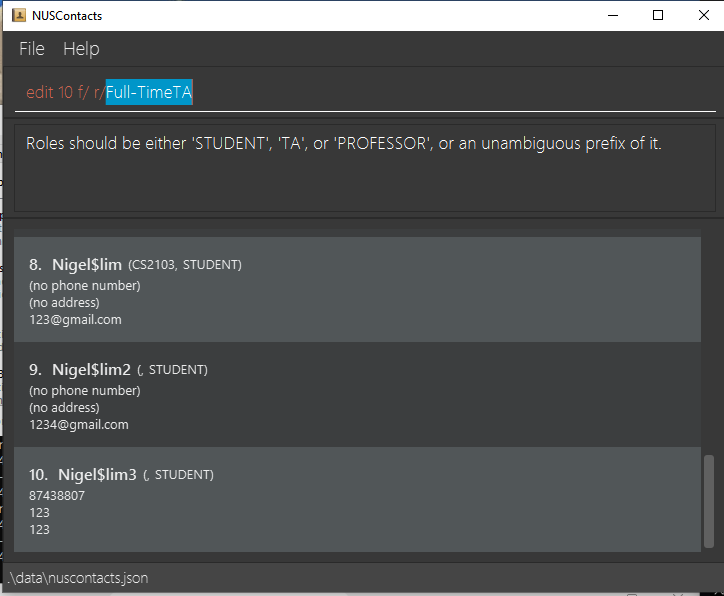 NUSContacts
File Help
edit 10 f/ r/Full-TimeTA
Roles should be either 'STUDENT', 'TA', or 'PROFESSOR', or an unambiguous prefix of it.
8. Nigel$lim (CS2103, STUDENT)
(no phone number)
(no address)
123@gmail.com
9. Nigel$lim2 (, STUDENT)
(no phone number)
(no address)
1234@gmail.com
10. Nigel$lim3 (, STUDENT)
87438807
123
123
.\data\nuscontacts.json